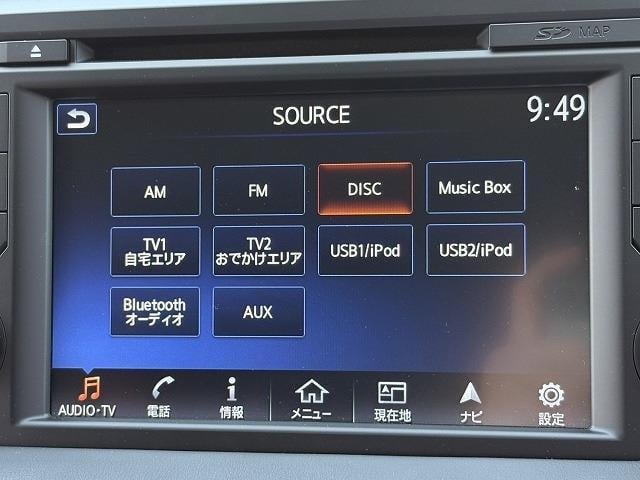 SD MAP
SOURCE
9:49
AM
FM
DISC
Music Box
TV1
自宅エリア
TV2
おでかけエリア
USB1/iPod
USB2/iPod
Bluetooth
オーディオ
AUX
AUDIO・TV
電話
情報
メニュー
現在地
ナビ
設定